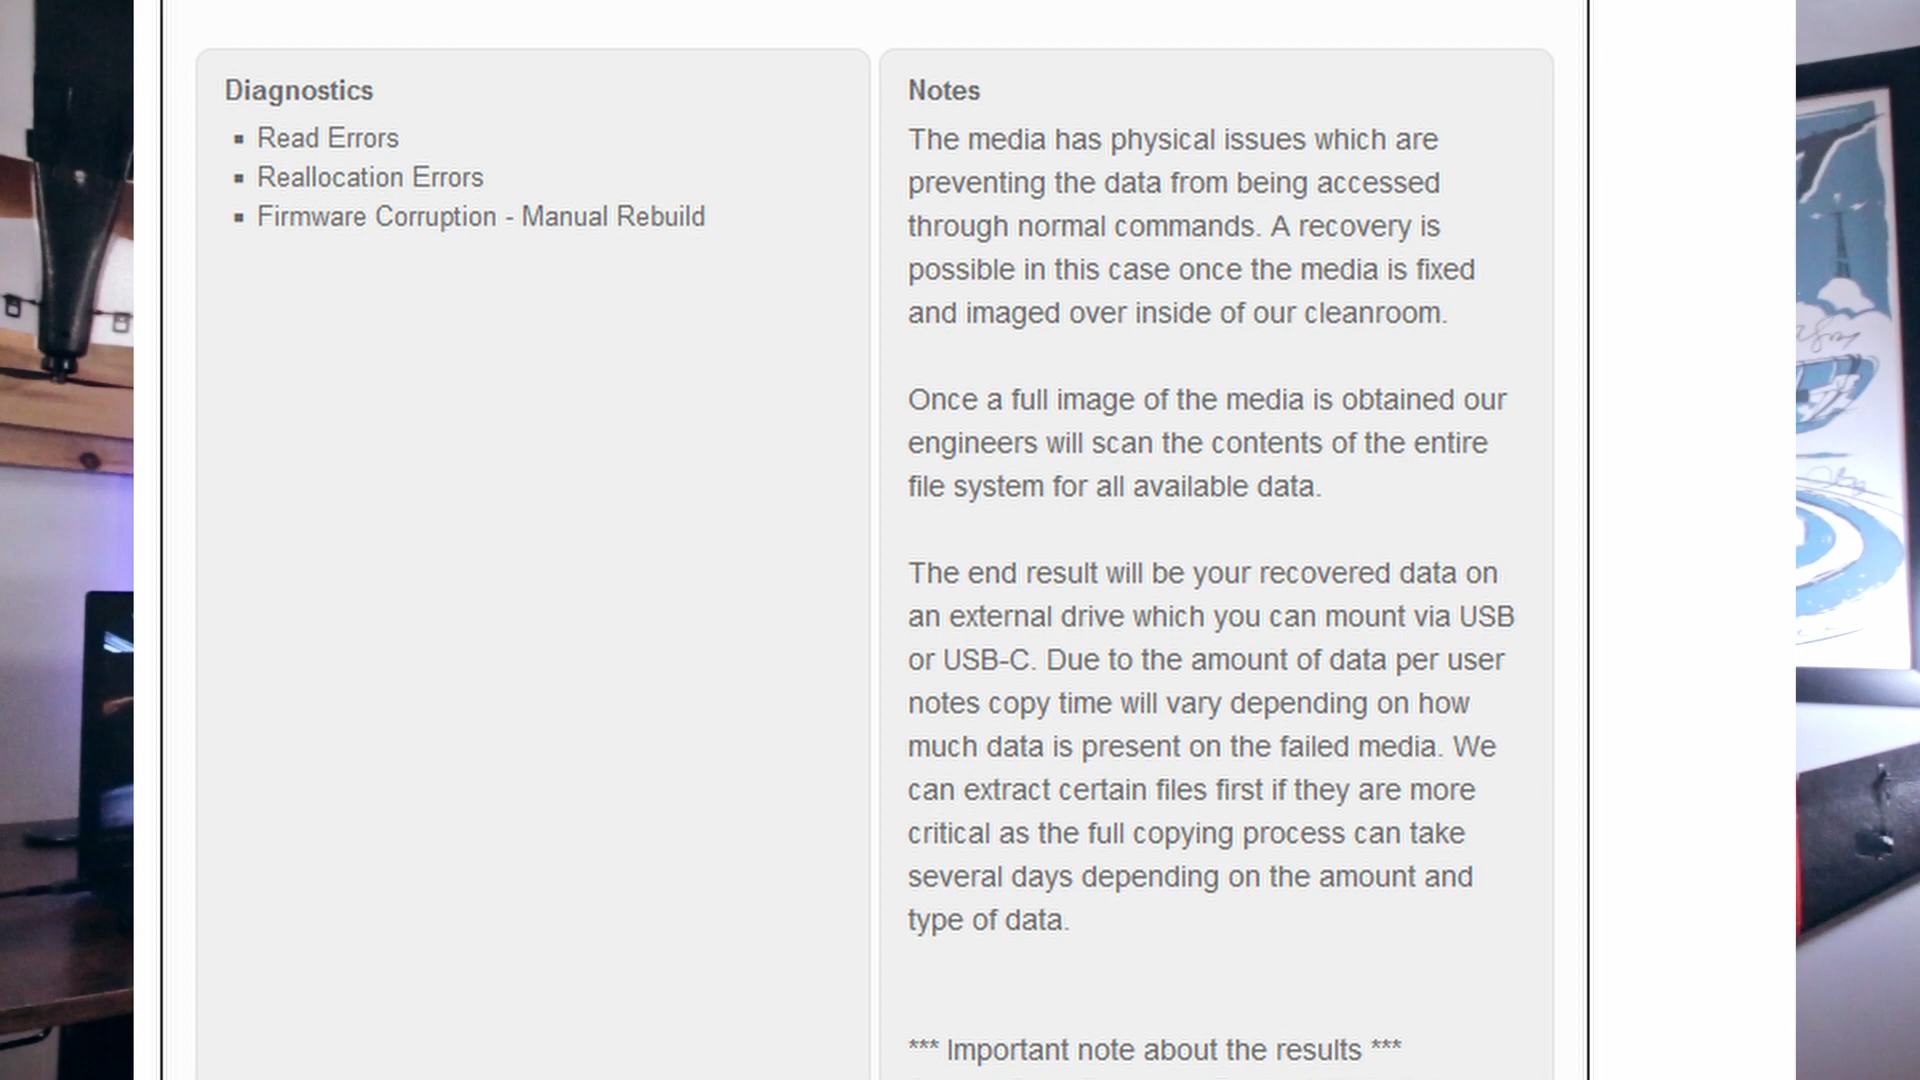 Diagnostics
Read Errors
Reallocation Errors
Firmware Corruption - Manual Rebuild
Notes
The media has physical issues which are
preventing the data from being accessed
through normal commands. A recovery is
possible in this case once the media is fixed
and imaged over inside of our cleanroom.
Once a full image of the media is obtained our
engineers will scan the contents of the entire
file system for all available data.
The end result will be your recovered data on
an external drive which you can mount via USB
or USB-C. Due to the amount of data per user
notes copy time will vary depending on how
much data is present on the failed media. We
can extract certain files first if they are more
critical as the full copying process can take
several days depending on the amount and
type of data.
*** Important note about the results ***